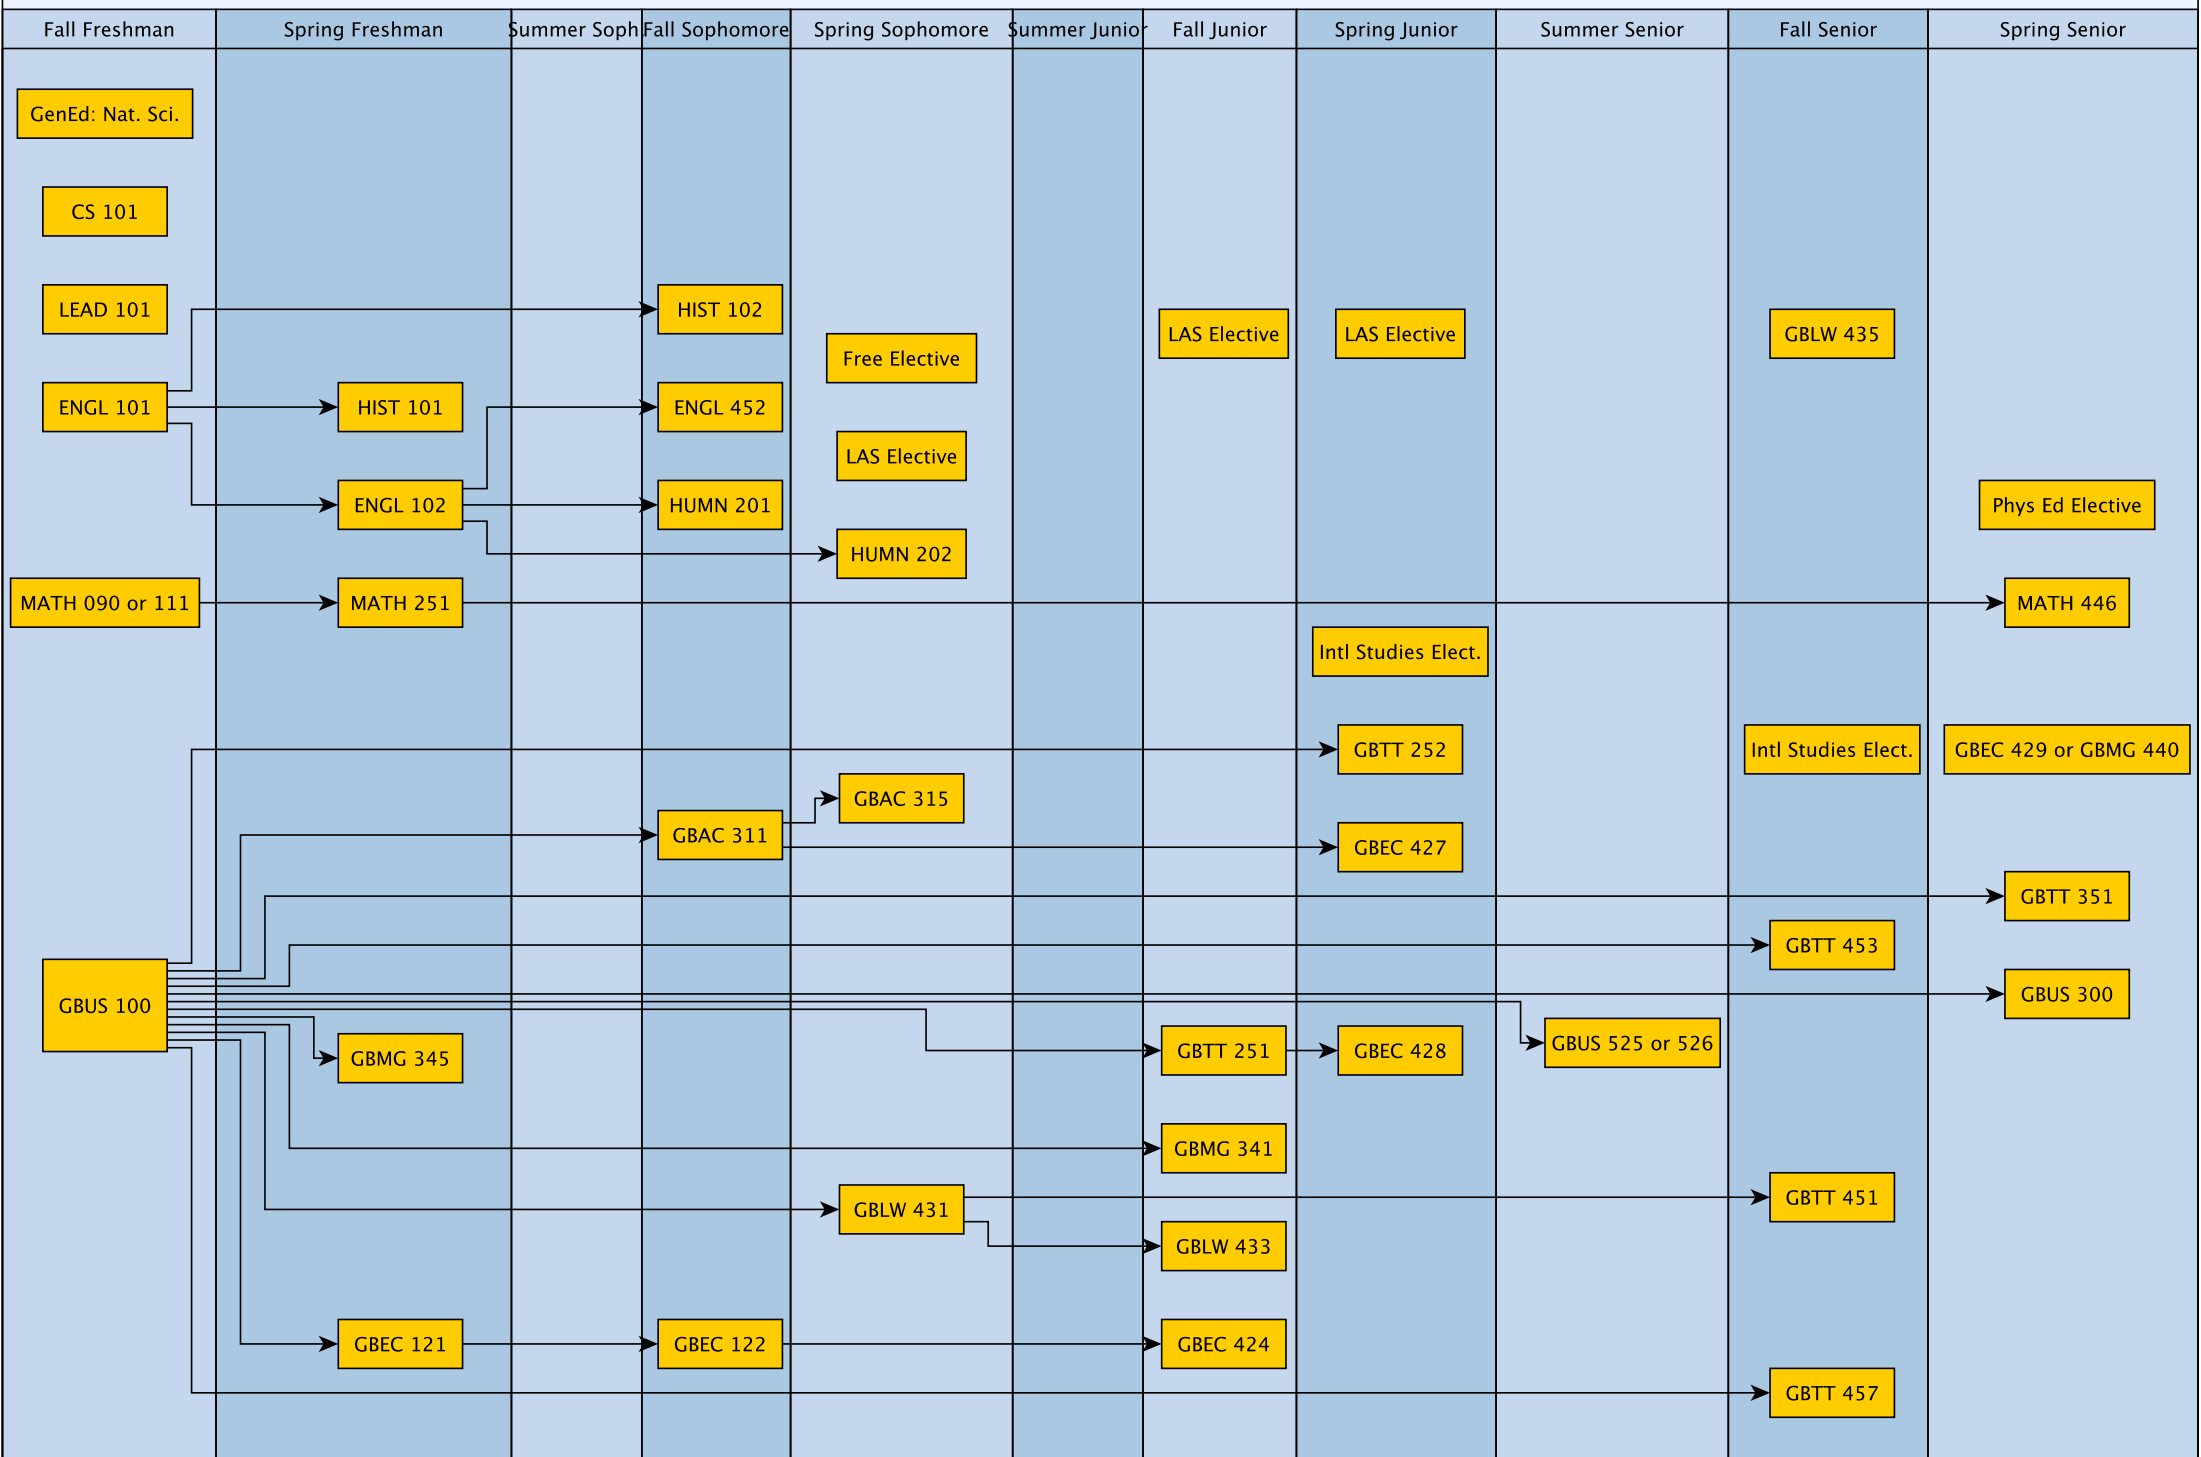 Fall Freshman
Spring Freshman
Summer Soph
Fall Sophomore
Spring Sophomore
Summer Junior
Fall Junior
Spring Junior
Summer Senior
Fall Senior
Spring Senior
GenEd: Nat. Sci.
CS 101
LEAD 101
ENGL 101
MATH 090 or 111
GBUS 100
HIST 101
ENGL 102
MATH 251
GBMG 345
GBEC 121
HIST 102
ENGL 452
HUMN 201
GBAC 311
GBEC 122
Free Elective
LAS Elective
HUMN 202
GBAC 315
GBLW 431
LAS Elective
GBTT 251
GBMG 341
GBLW 433
GBEC 424
LAS Elective
Intl Studies Elect.
GBTT 252
GBEC 427
GBEC 428
GBUS 525 or 526
GBLW 435
Intl Studies Elect.
GBTT 453
GBTT 451
GBTT 457
Phys Ed Elective
MATH 446
GBEC 429 or GBMG 440
GBTT 351
GBUS 300